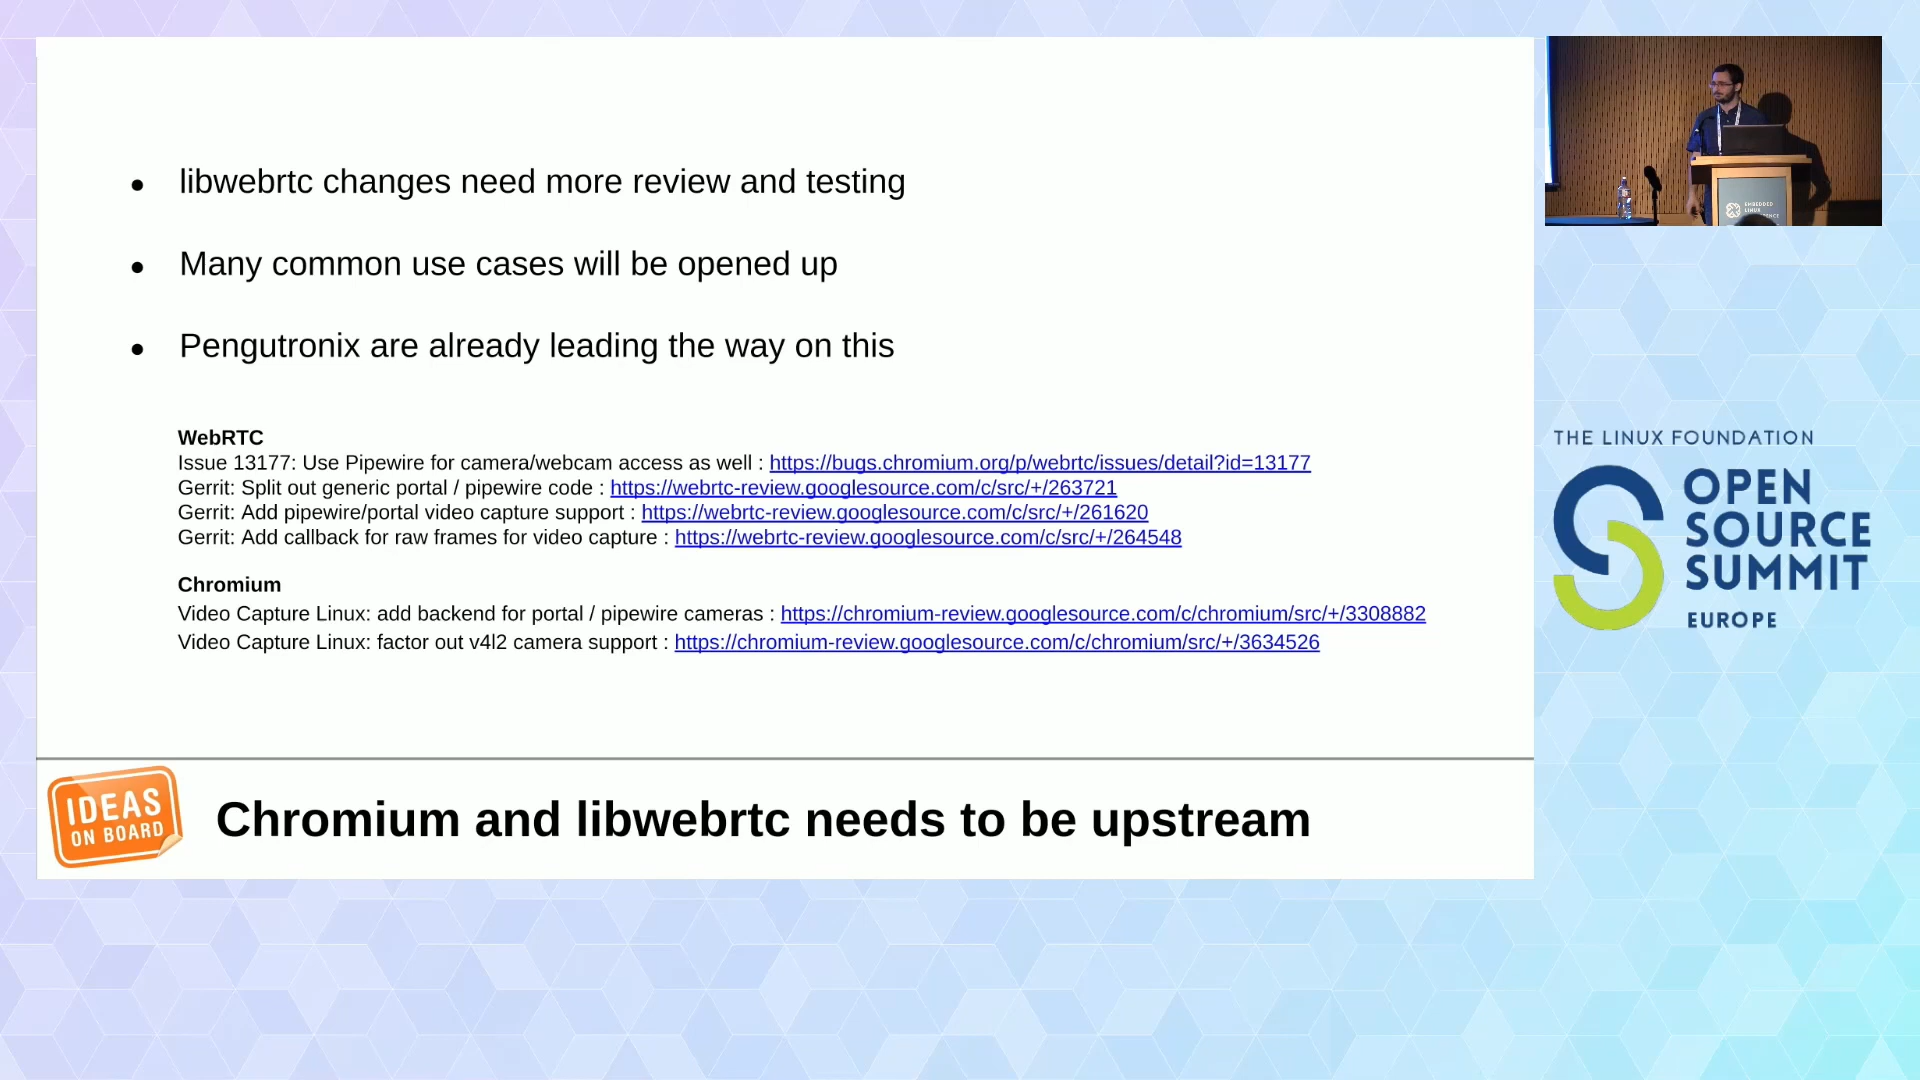 libwebrtc changes need more review and testing
Many common use cases will be opened up
Pengutronix are already leading the way on this
WebRTC
Issue 13177: Use Pipewire for camera/webcam access as well : https://bugs.chromium.org/p/webrtc/issues/detail?id=13177
Gerrit: Split out generic portal / pipewire code : https://webrtc-review.googlesource.com/c/src/+/263721
Gerrit: Add pipewire/portal video capture support : https://webrtc-review.googlesource.com/c/src/+/261620
Gerrit: Add callback for raw frames for video capture : https://webrtc-review.googlesource.com/c/src/+/264548
Chromium
Video Capture Linux: add backend for portal / pipewire cameras : https://chromium-review.googlesource.com/c/chromium/src/+/3308882
Video Capture Linux: factor out v4l2 camera support : https://chromium-review.googlesource.com/c/chromium/src/+/3634526
IDEAS
ON BOARD
Chromium and libwebrtc needs to be upstream
EMBEDDED
LINUX
THE LINUX FOUNDATION
OPEN
SOURCE
SUMMIT
EUROPE